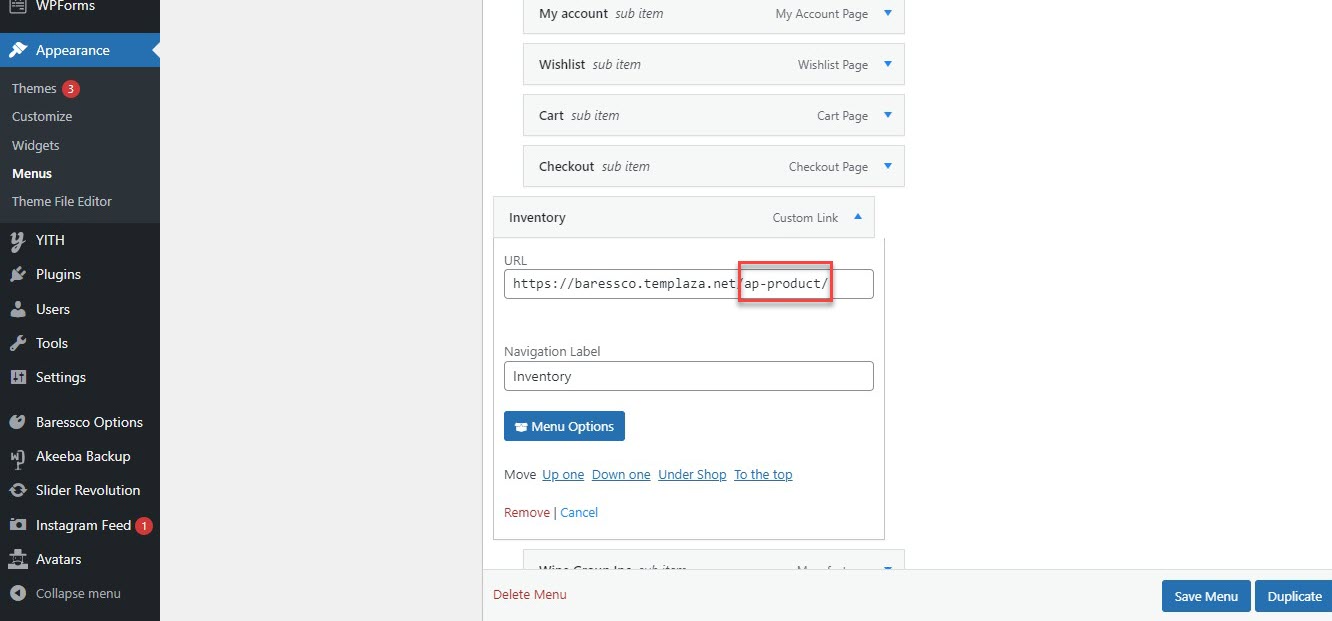 WPForms
Appearance
Themes 3
Customize
Widgets
Menus
Theme File Editor
YITH
Plugins
Users
Tools
Settings
Baressco Options
Akeeba Backup
Slider Revolution
Instagram Feed 1
Avatars
Collapse menu
My account sub item My Account Page
Wishlist sub item Wishlist Page
Cart sub item Cart Page
Checkout sub item Checkout Page
Inventory Custom Link
URL
https://baressco.templaza.net/ap-product/
Navigation Label
Inventory
Menu Options
Move Up one Down one Under Shop To the top
Remove | Cancel
Wine Group Inc sub item
Delete Menu
Save Menu Duplicate